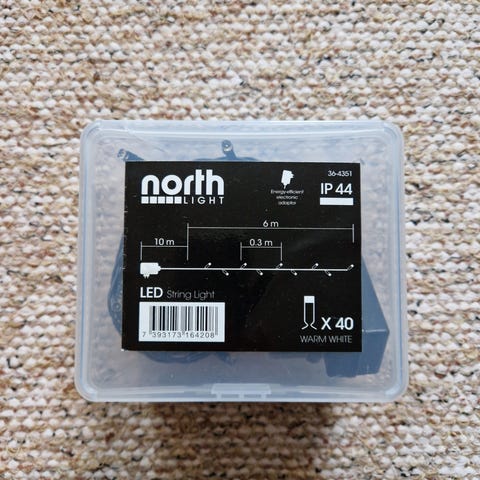 north
LIGHT
Energy-efficient
electronic
adaptor
36-4351
IP 44
6 m
10 m
0.3 m
LED String Light
7 393173 164208
X 40
WARM WHITE